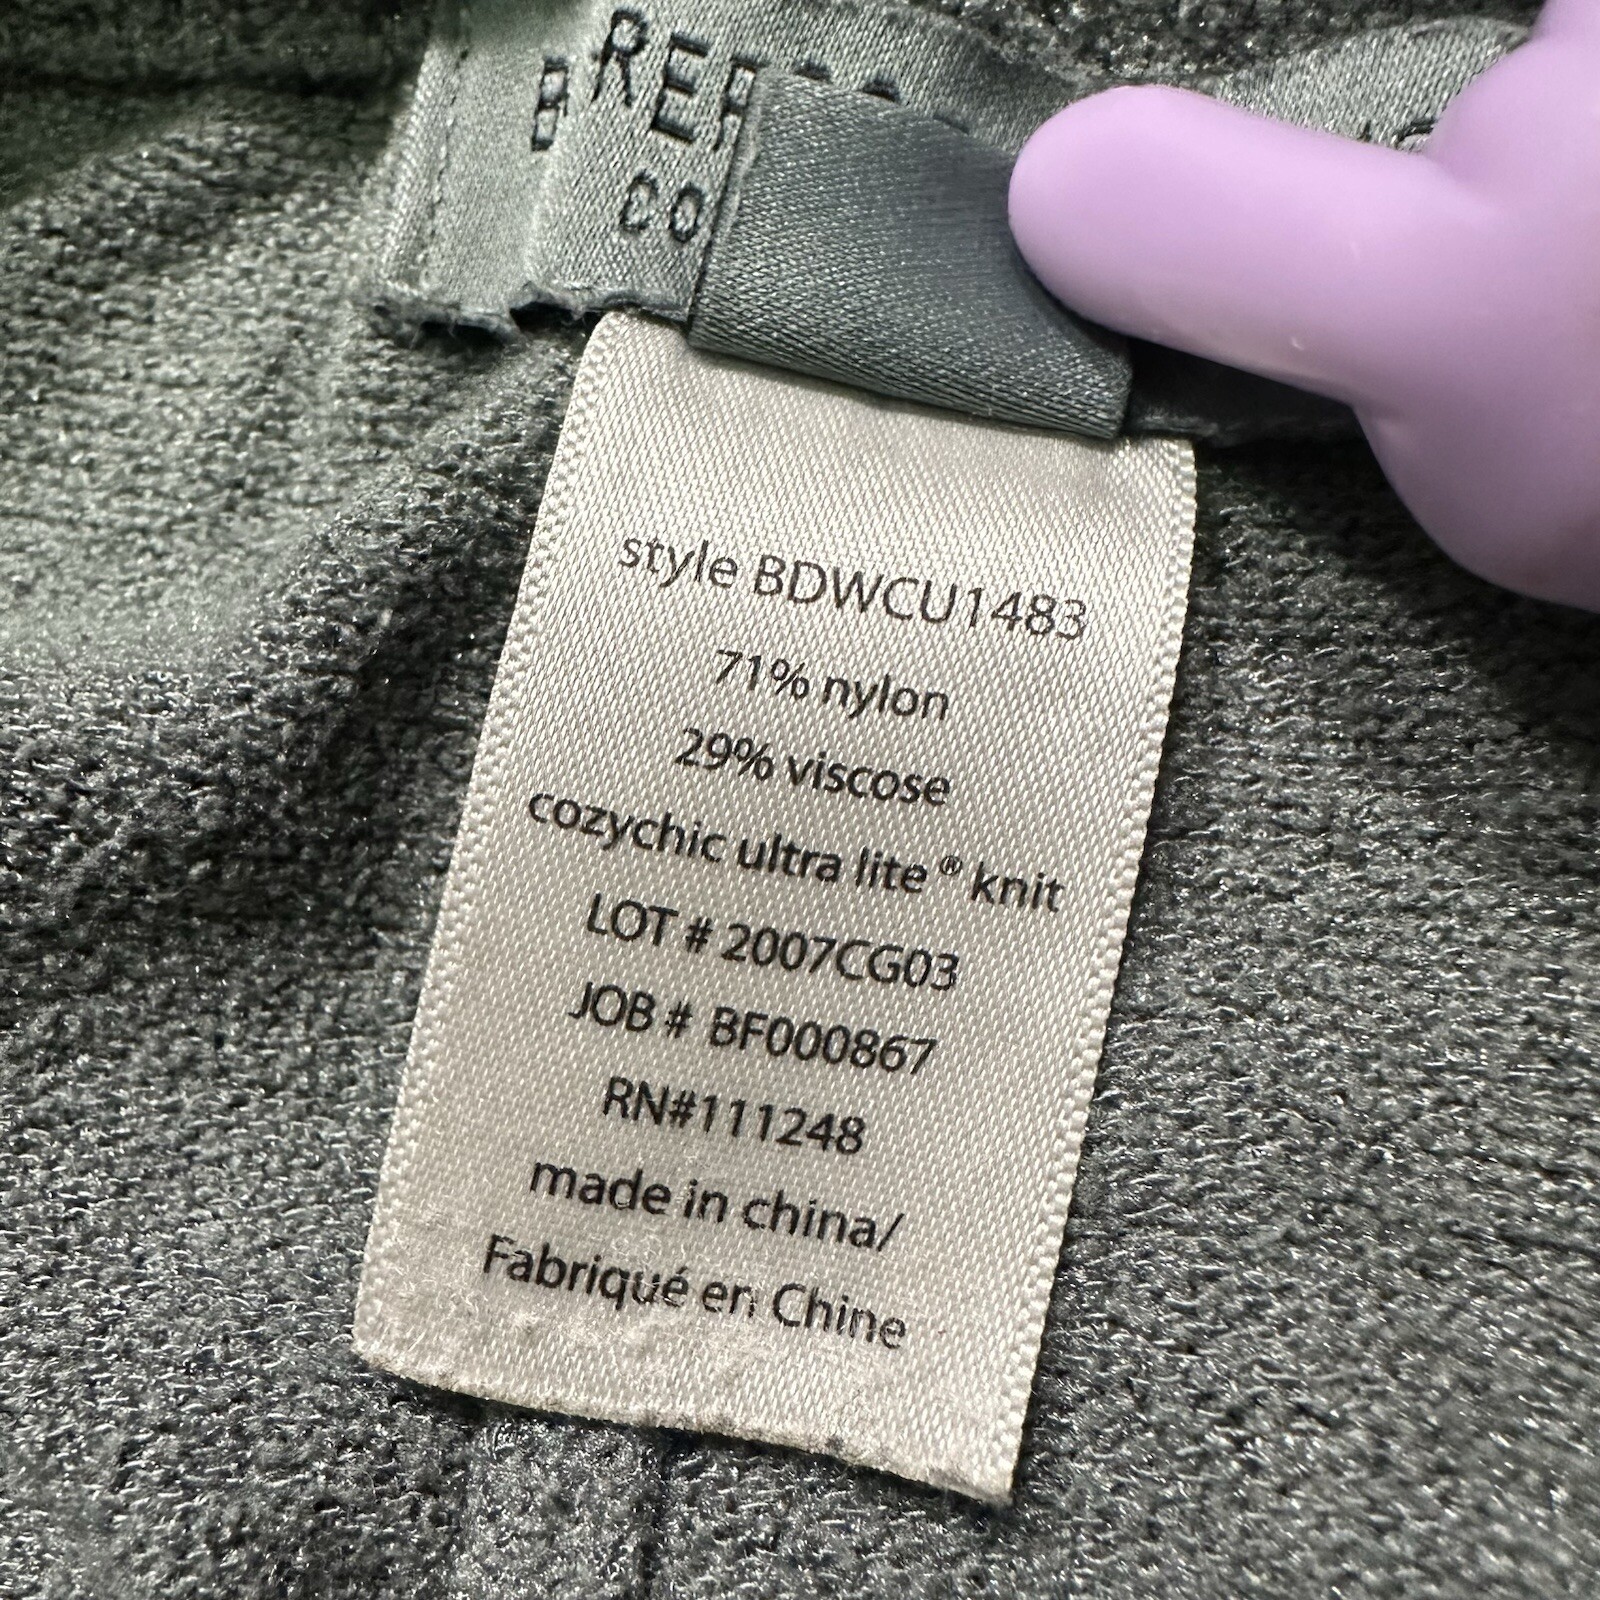 style BDWCU1483
71% nylon
29% viscose
cozychic ultra lite ® knit
LOT # 2007CG03
JOB # BF000867
RN#111248
made in china/
Fabriqué en Chine